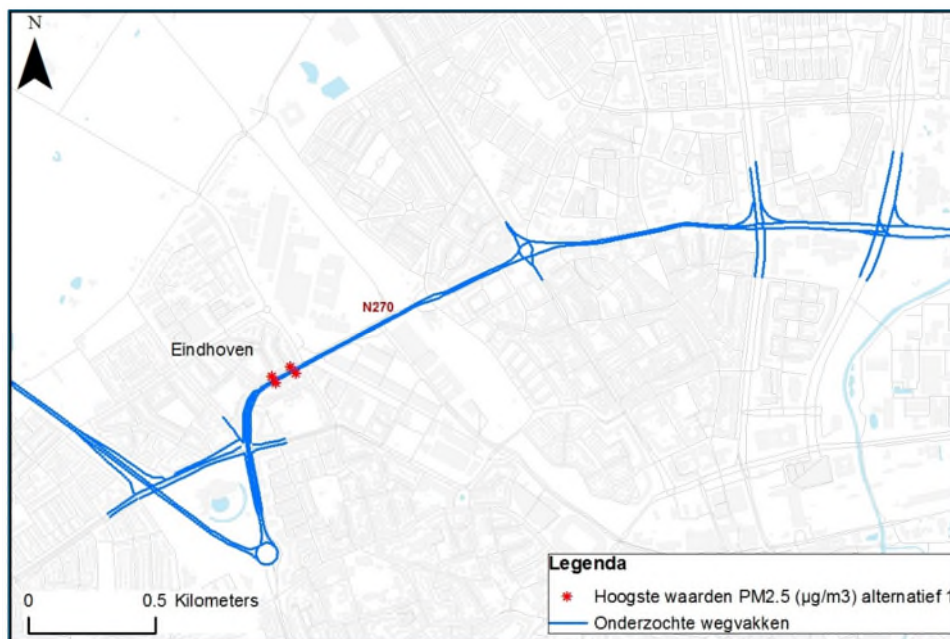 N
N270
Eindhoven
Legenda
Hoogste waarden PM2.5 (µg/m3) alternatief 1
Onderzochte wegvakken
0 0.5 Kilometers